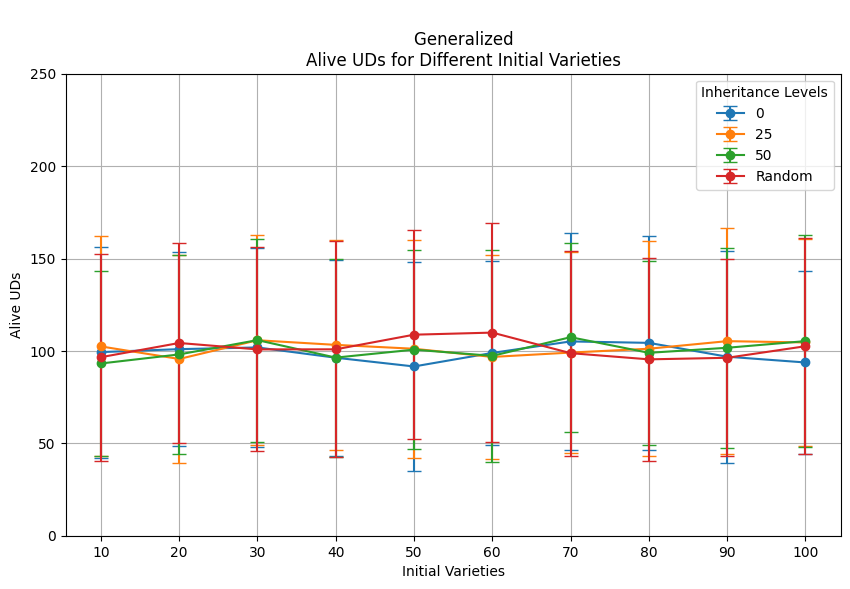 Generalized
Alive UDs for Different Initial Varieties
250
200
150
100
50
0
Alive UDs
10 20 30 40 50 60 70 80 90 100
Initial Varieties
Inheritance Levels
0
25
50
Random